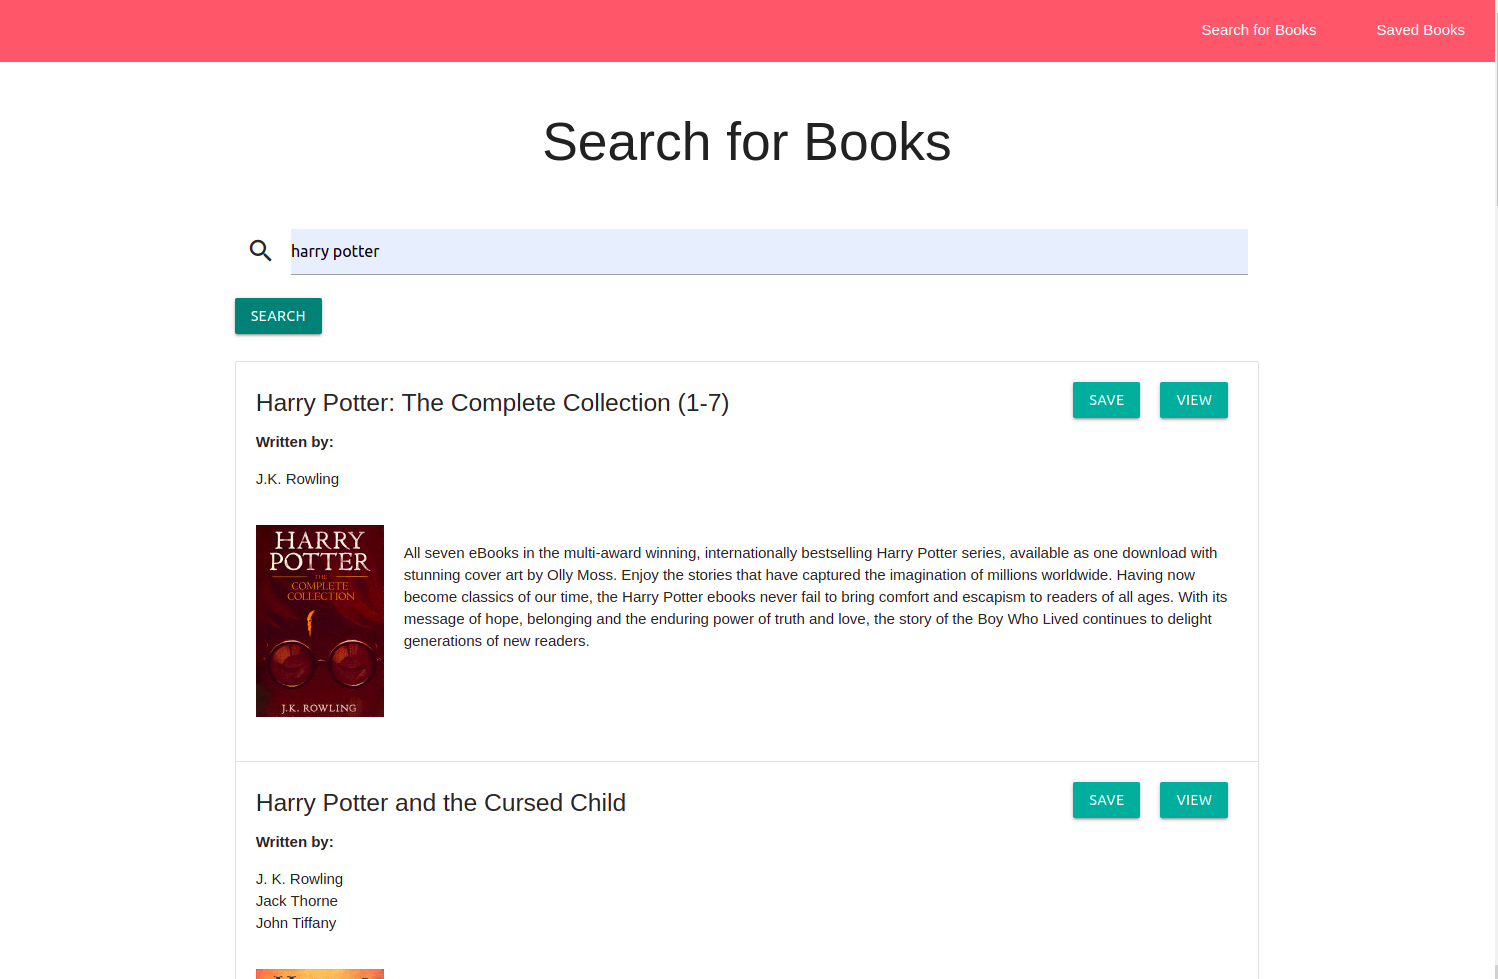 Search for Books
Saved Books
Search for Books
harry potter
SEARCH
Harry Potter: The Complete Collection (1-7)
SAVE
VIEW
Written by:
J.K. Rowling
HARRY
POTTER
THE
COMPLETE
COLLECTION
J.K. ROWLING
All seven eBooks in the multi-award winning, internationally bestselling Harry Potter series, available as one download with
stunning cover art by Olly Moss. Enjoy the stories that have captured the imagination of millions worldwide. Having now
become classics of our time, the Harry Potter ebooks never fail to bring comfort and escapism to readers of all ages. With its
message of hope, belonging and the enduring power of truth and love, the story of the Boy Who Lived continues to delight
generations of new readers.
Harry Potter and the Cursed Child
SAVE
VIEW
Written by:
J. K. Rowling
Jack Thorne
John Tiffany